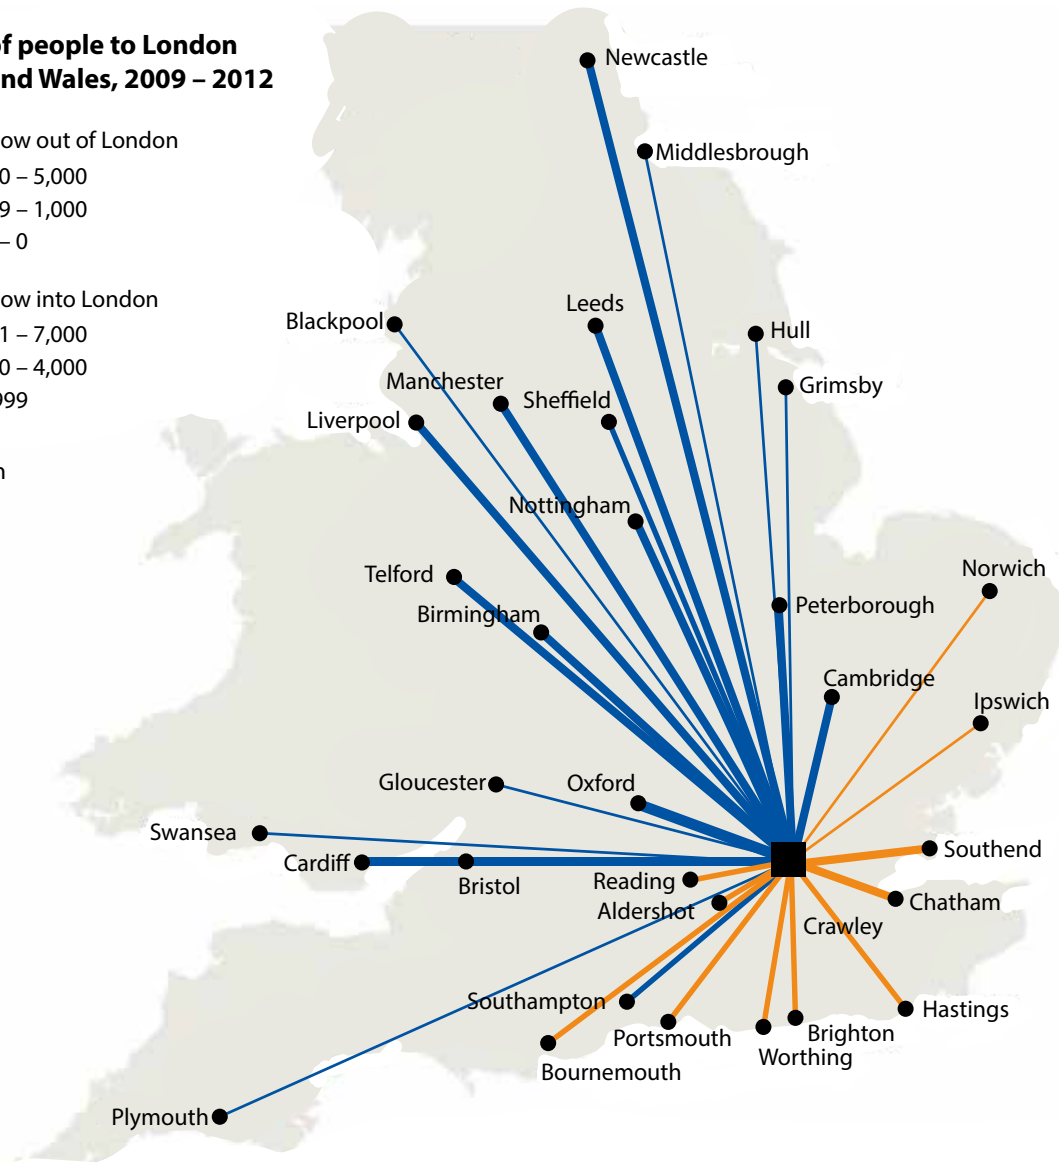 of people to London
nd Wales, 2009 – 2012
ow out of London
0 – 5,000
9 – 1,000
– 0
ow into London
1 – 7,000
0 – 4,000
999
n
Newcastle
Middlesbrough
Leeds
Blackpool
Hull
Manchester
Grimsby
Sheffield
Liverpool
Nottingham
Norwich
Telford
Peterborough
Birmingham
Cambridge
Ipswich
Gloucester
Oxford
Swansea
Southend
Cardiff
Reading
Bristol
Chatham
Aldershot
Crawley
Southampton
Hastings
Portsmouth
Brighton
Worthing
Bournemouth
Plymouth